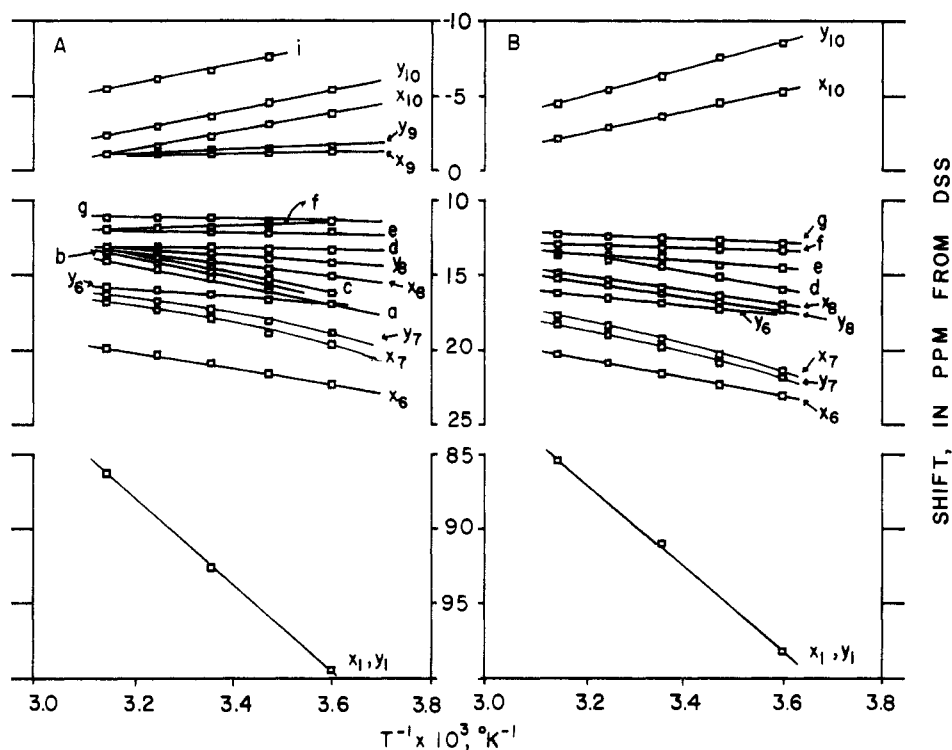 A
i
y10
x10
y9
x9
g
f
e
d
b
y8
x8
c
a
y6
y7
x7
x6
x1, y1
-10
-5
0
10
15
20
25
85
90
95
B
y10
x10
g
f
e
d
x8
y8
y6
x7
y7
x6
x1, y1
SHIFT, IN PPM FROM DSS
3.0 3.2 3.4 3.6 3.8 3.0 3.2 3.4 3.6 3.8
T⁻¹ x 10³, °K⁻¹